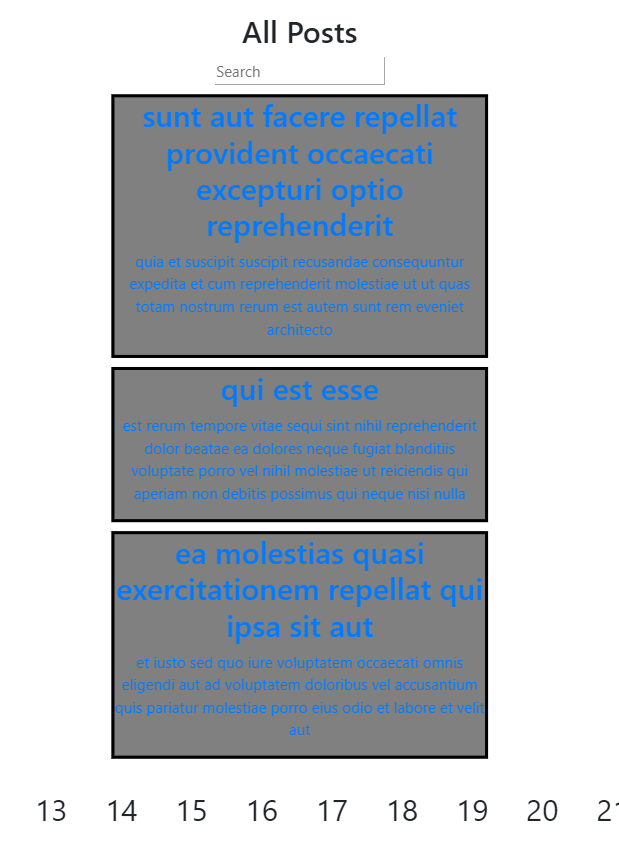 All Posts
Search
sunt aut facere repellat
provident occaecati
excepturi optio
reprehenderit
quia et suscipit suscipit recusandae consequuntur
expedita et cum reprehenderit molestiae ut ut quas
totam nostrum rerum est autem sunt rem eveniet
architecto
qui est esse
est rerum tempore vitae sequi sint nihil reprehenderit
dolor beatae ea dolores neque fugiat blanditiis
voluptate porro vel nihil molestiae ut reiciendis qui
aperiam non debitis possimus qui neque nisi nulla
ea molestias quasi
exercitationem repellat qui
ipsa sit aut
et iusto sed quo iure voluptatem occaecati omnis
eligendi aut ad voluptatem doloribus vel accusantium
quis pariatur molestiae porro eius odio et labore et velit
aut
13 14 15 16 17 18 19 20